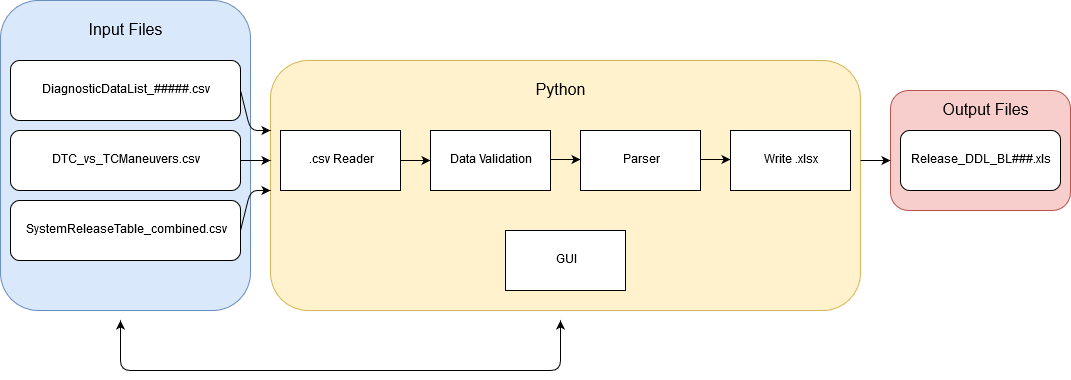 Input Files
DiagnosticDataList_#####.csv
DTC_vs_TCManeuvers.csv
SystemReleaseTable_combined.csv
Python
.csv Reader
Data Validation
Parser
Write .xlsx
GUI
Output Files
Release_DDL_BL###.xls